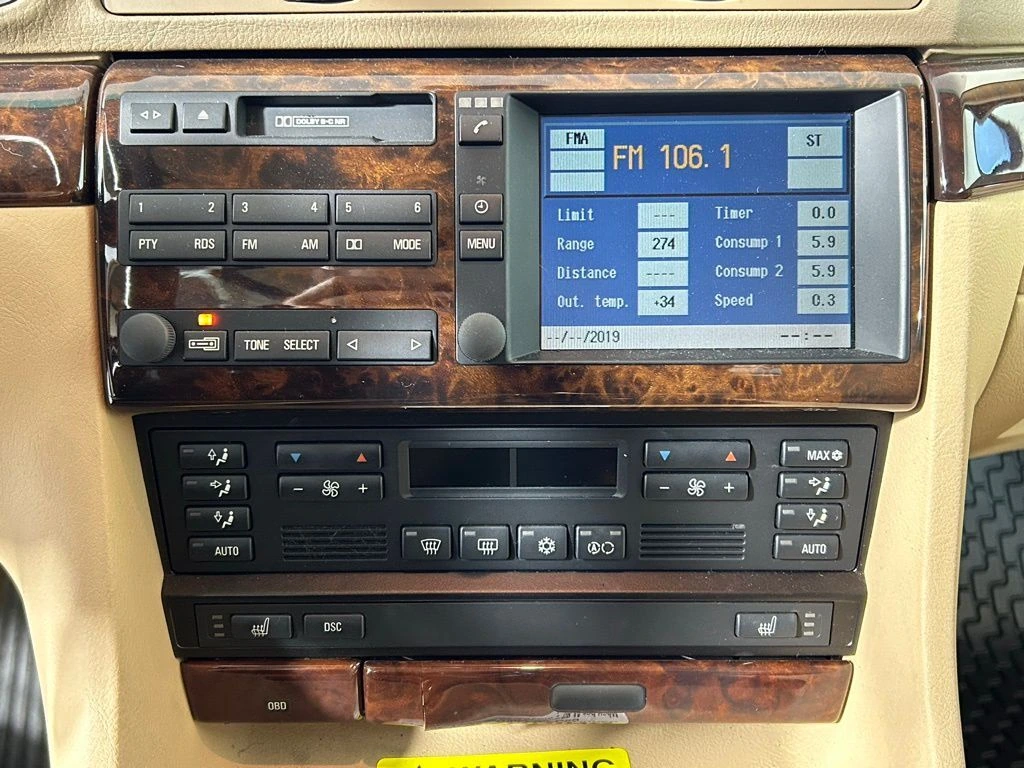 DOLBY B-C NR
1 2 3 4 5 6
PTY RDS FM AM MODE
TONE SELECT
MENU
FMA FM 106.1 ST
Limit --- Timer 0.0
Range 274 Consump 1 5.9
Distance ---- Consump 2 5.9
Out. temp. +34 Speed 0.3
--/--/2019 --:--
MAX
- + - +
AUTO A AUTO
DSC
OBD
WARNING